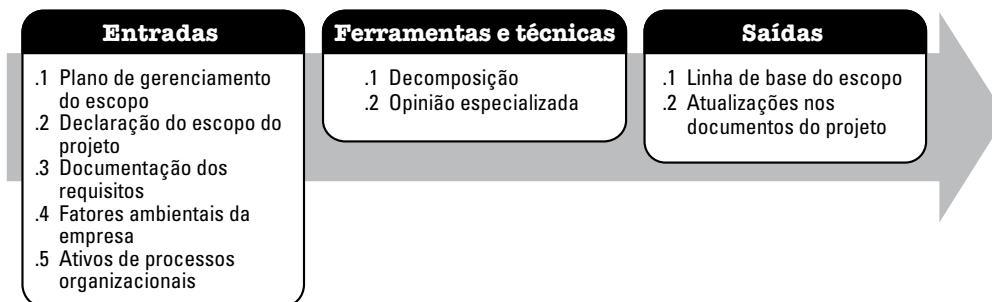 Entradas
.1 Plano de gerenciamento
do escopo
.2 Declaração do escopo do
projeto
.3 Documentação dos
requisitos
.4 Fatores ambientais da
empresa
.5 Ativos de processos
organizacionais
Ferramentas e técnicas
.1 Decomposição
.2 Opinião especializada
Saídas
.1 Linha de base do escopo
.2 Atualizações nos
documentos do projeto